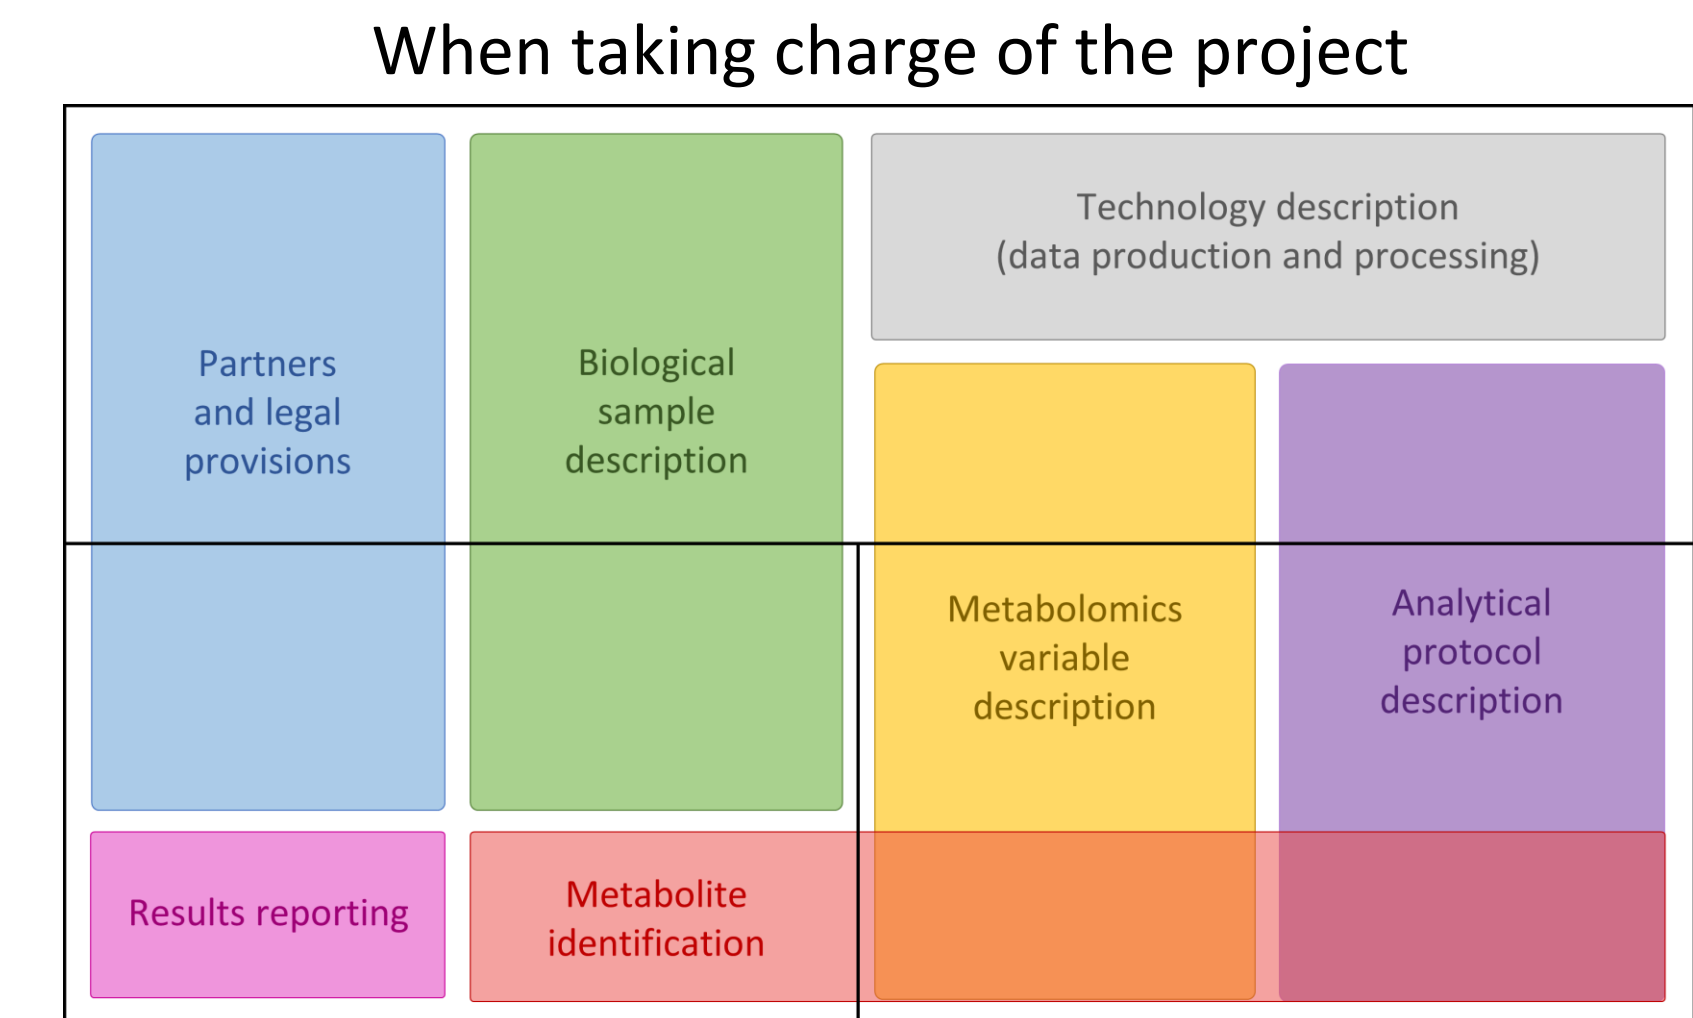 When taking charge of the project
Technology description
(data production and processing)
Partners
and legal
provisions
Biological
sample
description
Metabolomics
variable
description
Analytical
protocol
description
Results reporting
Metabolite
identification